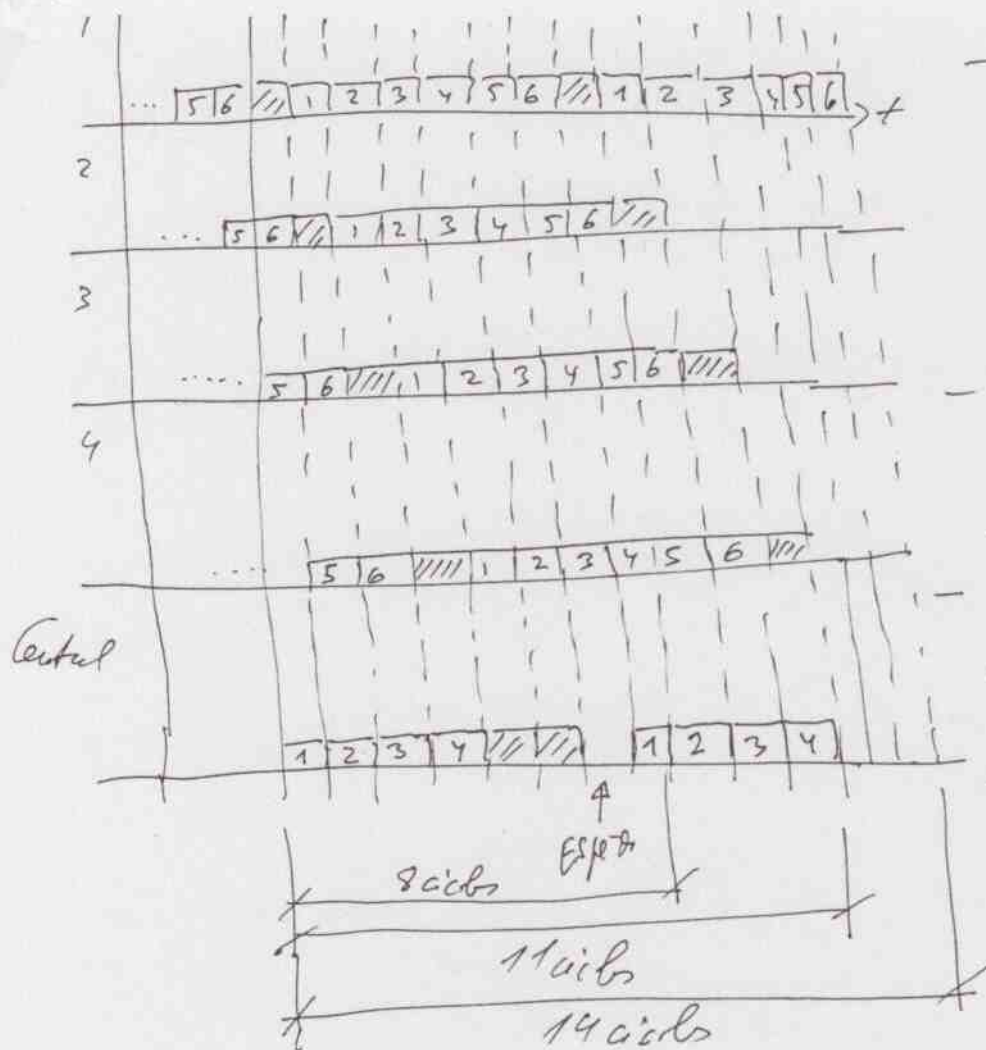 1
... 5 6 1 2 3 4 5 6 1 2 3 4 5 6 t
2
.... 5 6 1 2 3 4 5 6
3
..... 5 6 1 2 3 4 5 6
4
.... 5 6 1 2 3 4 5 6
Central
1 2 3 4 1 2 3 4
Espera
8 ciclos
11 ciclos
14 ciclos